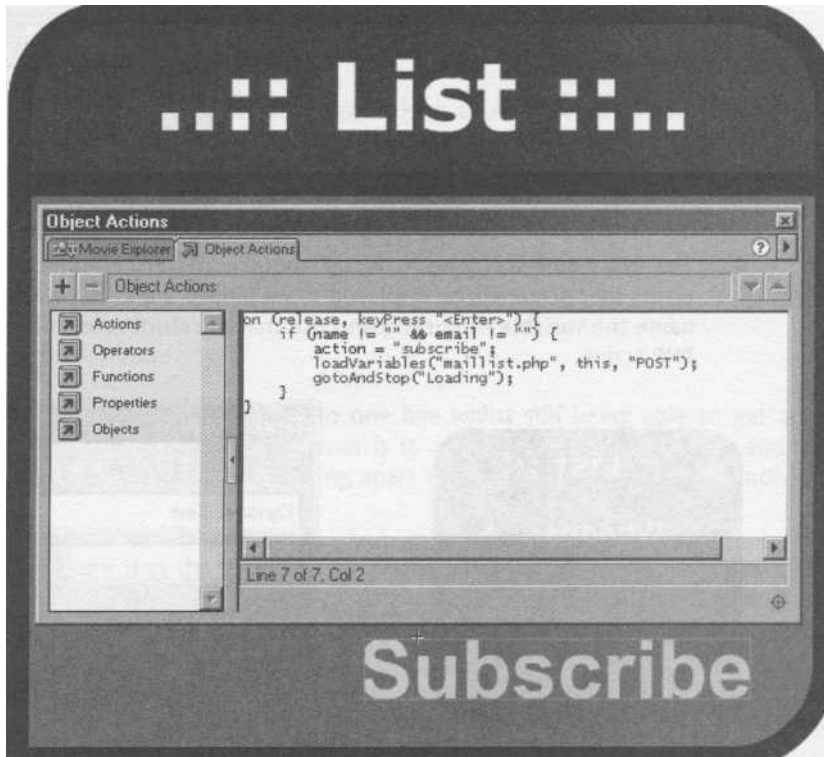 ..:: List ::..
Object Actions
Movie Explorer Object Actions
Object Actions
Actions
Operators
Functions
Properties
Objects
on (release, keyPress "<Enter>") {
if (name != "" && email != "") {
action = "subscribe";
loadVariables("maillist.php", this, "POST");
gotoAndStop("Loading");
}
}
Line 7 of 7, Col 2
Subscribe